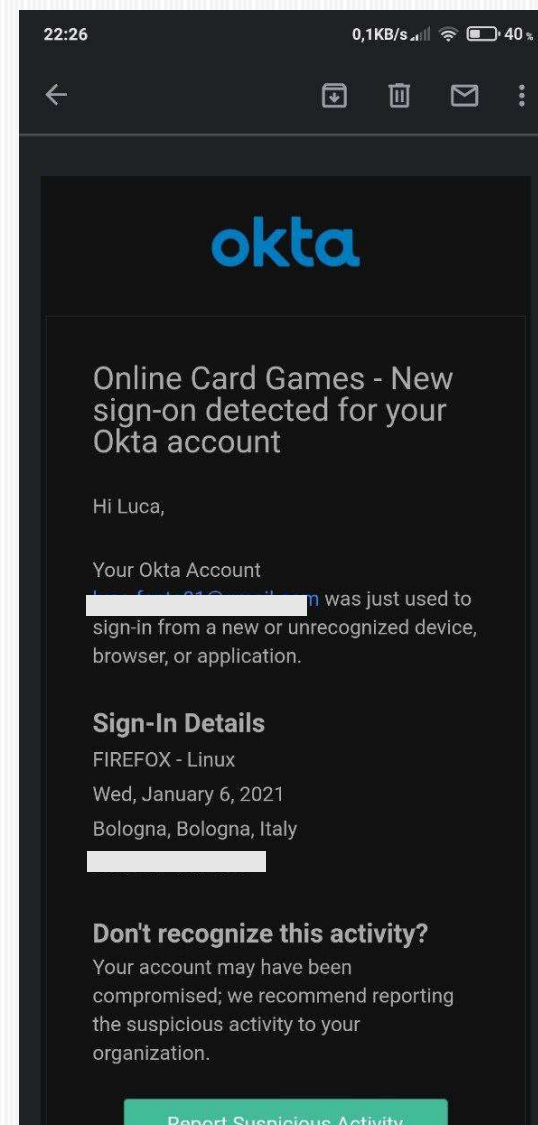 22:26
0,1KB/s 40 %
okta
Online Card Games - New
sign-on detected for your
Okta account
Hi Luca,
Your Okta Account
was just used to
sign-in from a new or unrecognized device,
browser, or application.
Sign-In Details
FIREFOX - Linux
Wed, January 6, 2021
Bologna, Bologna, Italy
Don't recognize this activity?
Your account may have been
compromised; we recommend reporting
the suspicious activity to your
organization.
Report Suspicious Activity